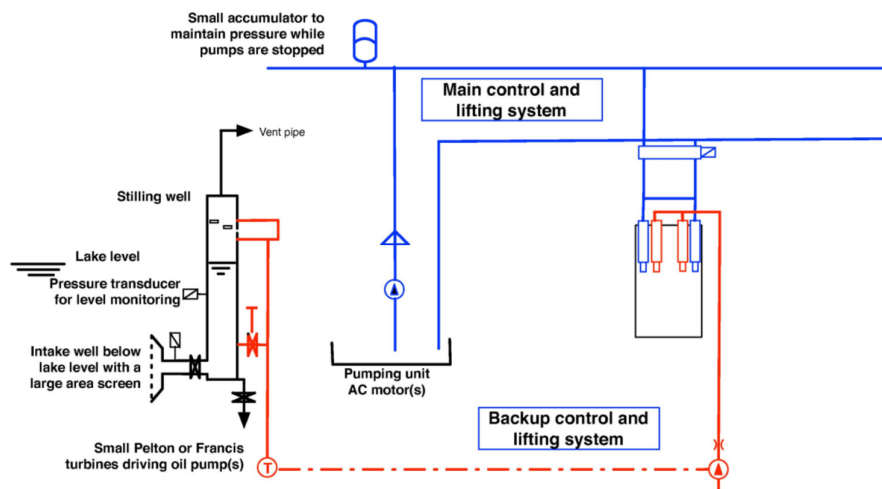 Small accumulator to
maintain pressure while
pumps are stopped
Main control and
lifting system
Vent pipe
Stilling well
Lake level
Pressure transducer
for level monitoring
Intake well below
lake level with a
large area screen
Pumping unit
AC motor(s)
Backup control and
lifting system
Small Pelton or Francis
turbines driving oil pump(s)
T